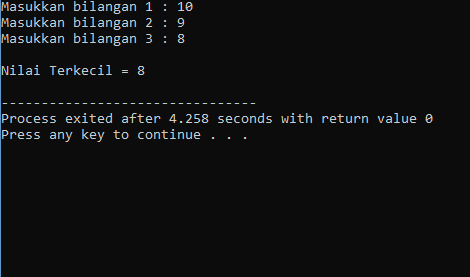 Masukkan bilangan 1 : 10
Masukkan bilangan 2 : 9
Masukkan bilangan 3 : 8
Nilai Terkecil = 8
--------------------------------
Process exited after 4.258 seconds with return value 0
Press any key to continue . . .